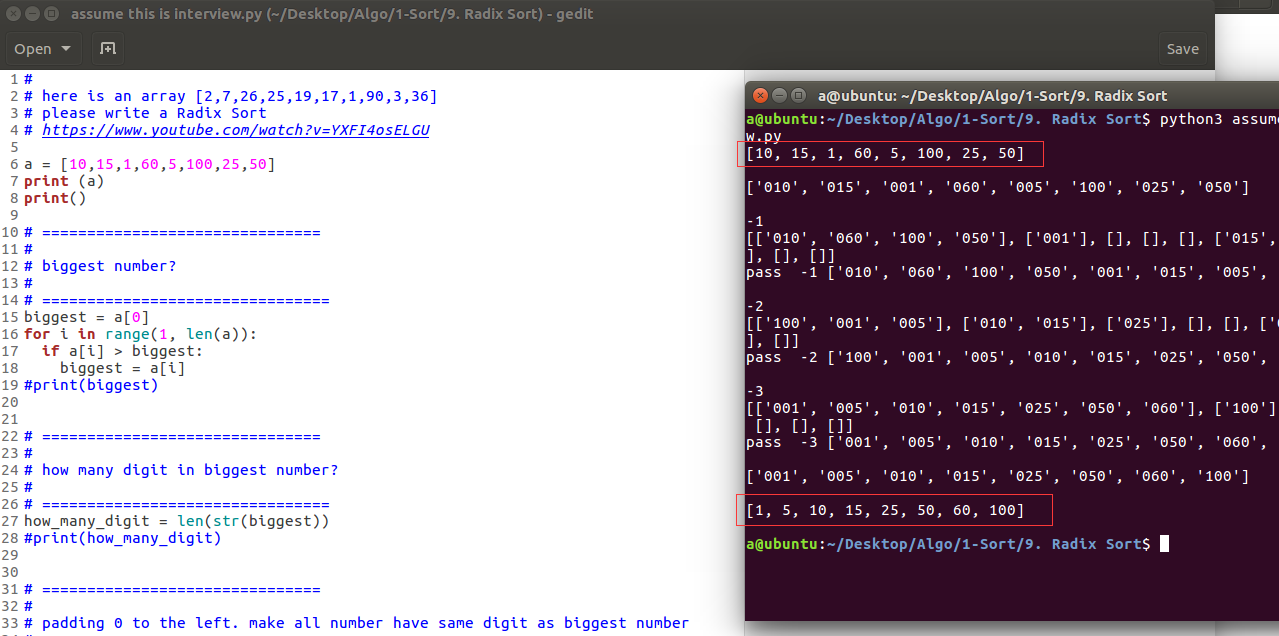 assume this is interview.py (~/Desktop/Algo/1-Sort/9. Radix Sort) - gedit
Open
Save
1 #
2 # here is an array [2,7,26,25,19,17,1,90,3,36]
3 # please write a Radix Sort
4 # https://www.youtube.com/watch?v=YXFI4osELGU
5
6 a = [10,15,1,60,5,100,25,50]
7 print (a)
8 print()
9
10 # ===============================
11 #
12 # biggest number?
13 #
14 # ================================
15 biggest = a[0]
16 for i in range(1, len(a)):
17   if a[i] > biggest:
18     biggest = a[i]
19 #print(biggest)
20
21
22 # ===============================
23 #
24 # how many digit in biggest number?
25 #
26 # ================================
27 how_many_digit = len(str(biggest))
28 #print(how_many_digit)
29
30
31 # ===============================
32 #
33 # padding 0 to the left. make all number have same digit as biggest number
a@ubuntu: ~/Desktop/Algo/1-Sort/9. Radix Sort
a@ubuntu:~/Desktop/Algo/1-Sort/9. Radix Sort$ python3 assume
w.py
[10, 15, 1, 60, 5, 100, 25, 50]
['010', '015', '001', '060', '005', '100', '025', '050']
-1
[['010', '060', '100', '050'], ['001'], [], [], [], ['015',
], [], []]
pass  -1 ['010', '060', '100', '050', '001', '015', '005',
-2
[['100', '001', '005'], ['010', '015'], ['025'], [], [], ['0
], []]
pass  -2 ['100', '001', '005', '010', '015', '025', '050',
-3
[['001', '005', '010', '015', '025', '050', '060'], ['100']
 [], [], []]
pass  -3 ['001', '005', '010', '015', '025', '050', '060',
['001', '005', '010', '015', '025', '050', '060', '100']
[1, 5, 10, 15, 25, 50, 60, 100]
a@ubuntu:~/Desktop/Algo/1-Sort/9. Radix Sort$